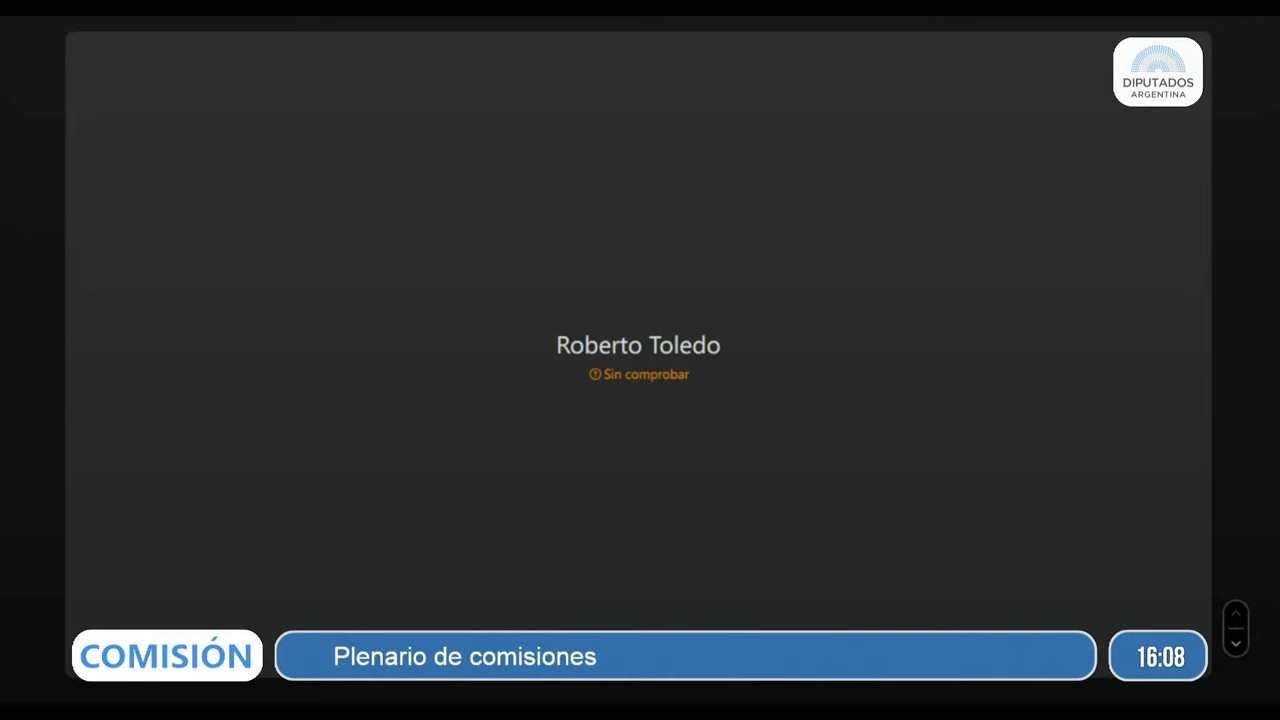 DIPUTADOS
ARGENTINA
Roberto Toledo
Sin comprobar
COMISIÓN
Plenario de comisiones
16:08